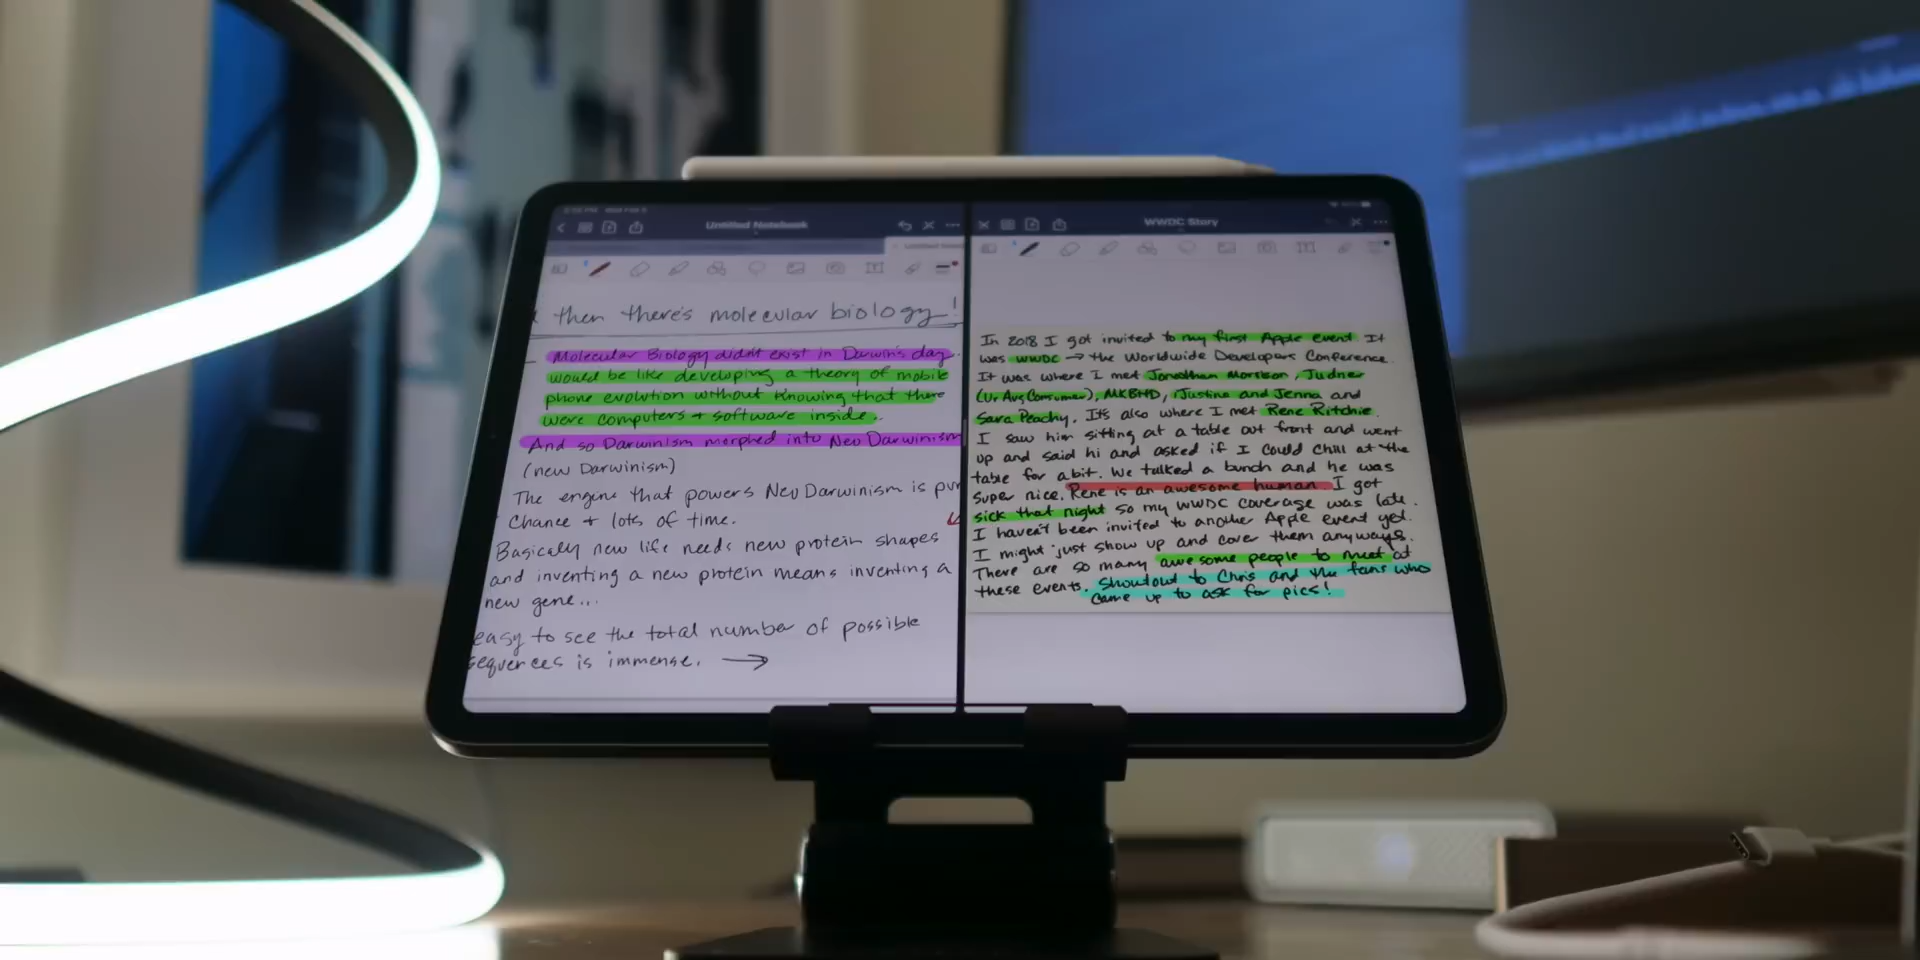 Untitled Notebook
then there's molecular biology!
Molecular Biology didn't exist in Darwin's day.
would be like developing a theory of mobile
phone evolution without knowing that there
were computers + software inside.
And so Darwinism morphed into Neo Darwinism
(new Darwinism)
The engine that powers Neo Darwinism is pur
Chance + lots of time.
Basically new life needs new protein shapes
and inventing a new protein means inventing a
new gene...
easy to see the total number of possible
sequences is immense. →
WWDC Story
In 2018 I got invited to my first Apple event It
was WWDC → the Worldwide Developers Conference.
It was where I met Jonathan Morrison, Judner
(Ur Avg Consumer), MKBHD, iJustine and Jenna and
Sara Peachy. It's also where I met Rene Ritchie.
I saw him sitting at a table out front and went
up and said hi and asked if I could chill at the
table for a bit. We talked a bunch and he was
super nice. Rene is an awesome human. I got
sick that night so my WWDC coverage was late.
I haven't been invited to another Apple event yet.
I might just show up and cover them anyways.
There are so many awesome people to meet at
these events. Shoutout to Chris and the fans who
came up to ask for pics!